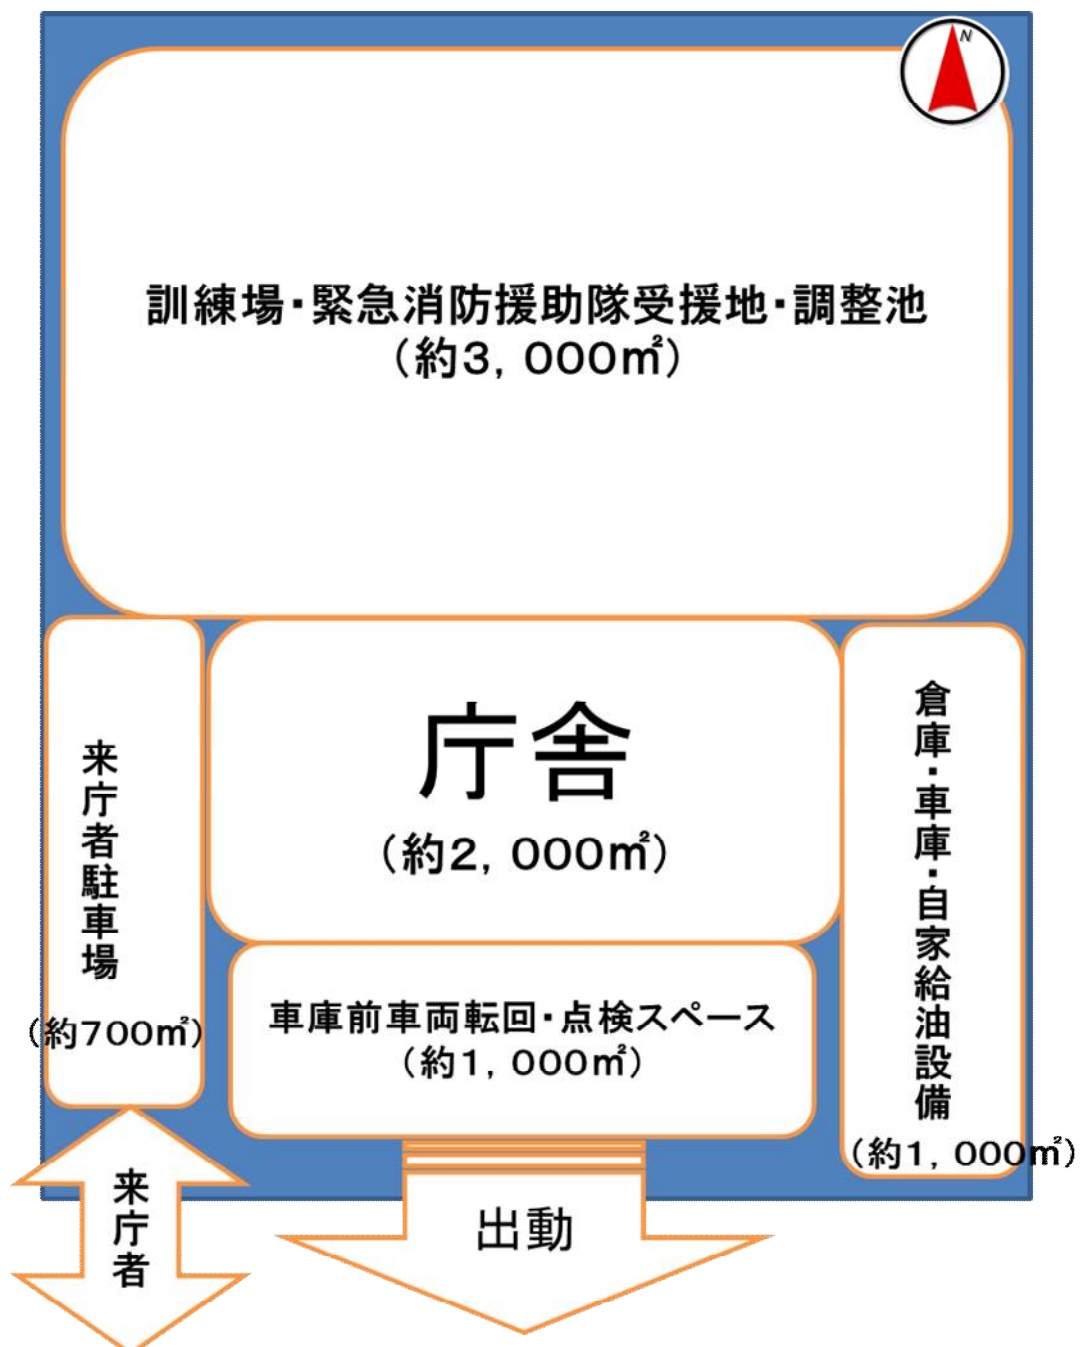 N
訓練場・緊急消防援助隊受援地・調整池
（約3，000㎡）
庁舎
（約2，000㎡）
来庁者駐車場
（約700㎡）
倉庫・車庫・自家給油設備
（約1，000㎡）
車庫前車両転回・点検スペース
（約1，000㎡）
来庁者
出動